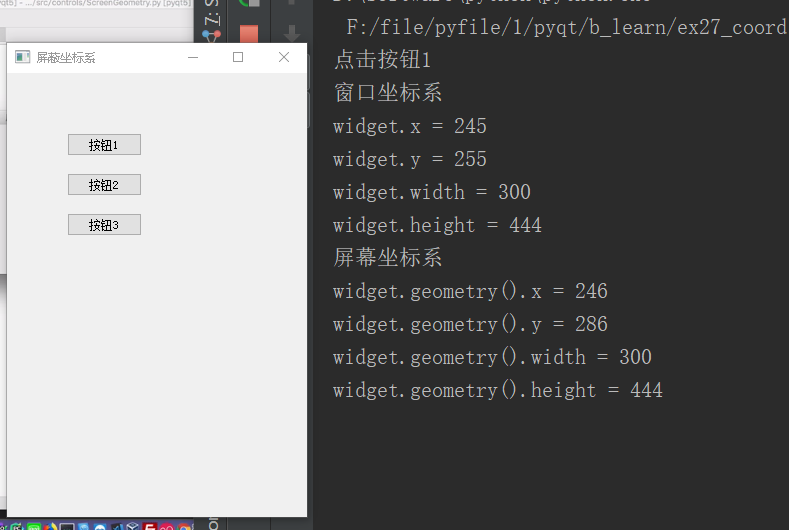 qt5] - .../src/controls/ScreenGeometry.py [pyqt5]
屏蔽坐标系
按钮1
按钮2
按钮3
Z: S
F:/file/pyfile/1/pyqt/b_learn/ex27_coord
点击按钮1
窗口坐标系
widget.x = 245
widget.y = 255
widget.width = 300
widget.height = 444
屏幕坐标系
widget.geometry().x = 246
widget.geometry().y = 286
widget.geometry().width = 300
widget.geometry().height = 444